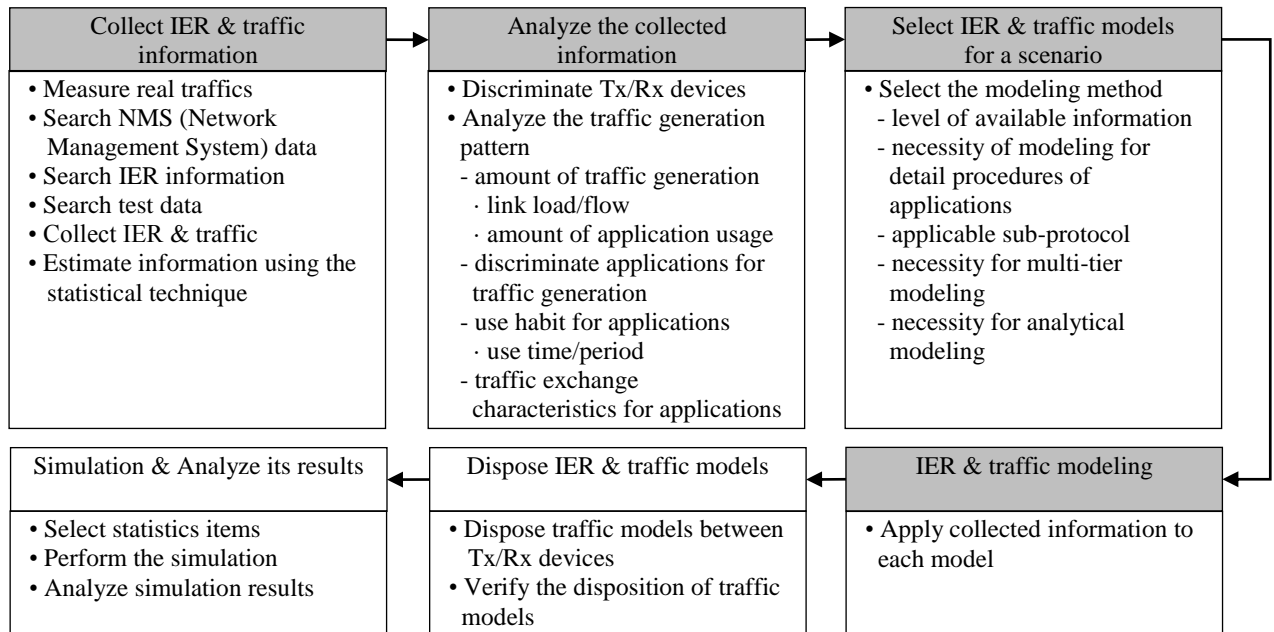 Collect IER & traffic
information
• Measure real traffics
• Search NMS (Network
Management System) data
• Search IER information
• Search test data
• Collect IER & traffic
• Estimate information using the
statistical technique
Analyze the collected
information
• Discriminate Tx/Rx devices
• Analyze the traffic generation
pattern
- amount of traffic generation
· link load/flow
· amount of application usage
- discriminate applications for
traffic generation
- use habit for applications
· use time/period
- traffic exchange
characteristics for applications
Select IER & traffic models
for a scenario
• Select the modeling method
- level of available information
- necessity of modeling for
detail procedures of
applications
- applicable sub-protocol
- necessity for multi-tier
modeling
- necessity for analytical
modeling
IER & traffic modeling
• Apply collected information to
each model
Dispose IER & traffic models
• Dispose traffic models between
Tx/Rx devices
• Verify the disposition of traffic
models
Simulation & Analyze its results
• Select statistics items
• Perform the simulation
• Analyze simulation results